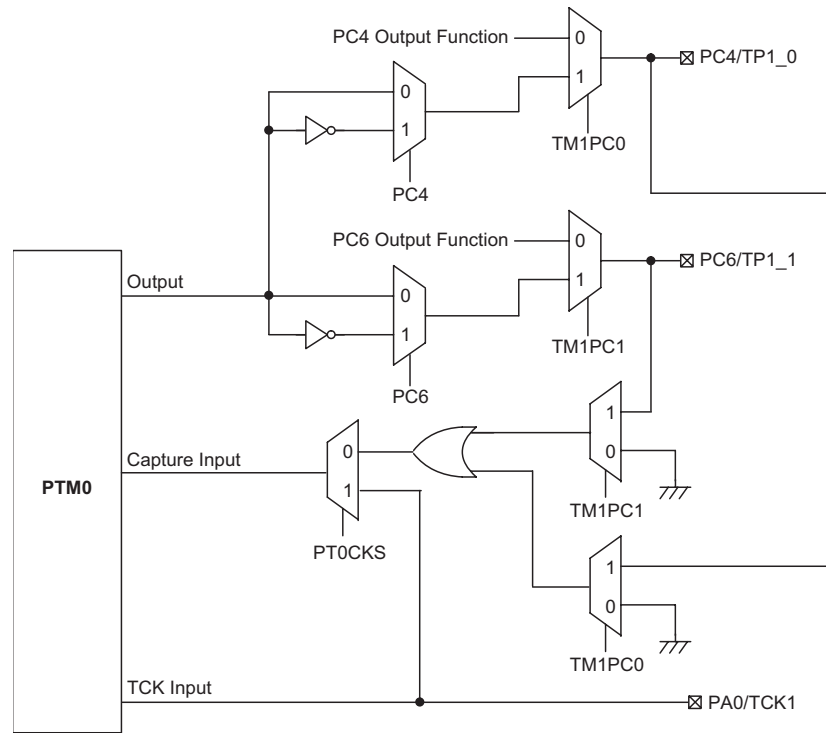 PC4 Output Function
0
1
PC4/TP1_0
0
1
TM1PC0
PC4
PC6 Output Function
0
1
PC6/TP1_1
Output
0
1
TM1PC1
PC6
1
0
Capture Input
0
1
PTM0
TM1PC1
PT0CKS
1
0
TM1PC0
TCK Input
PA0/TCK1